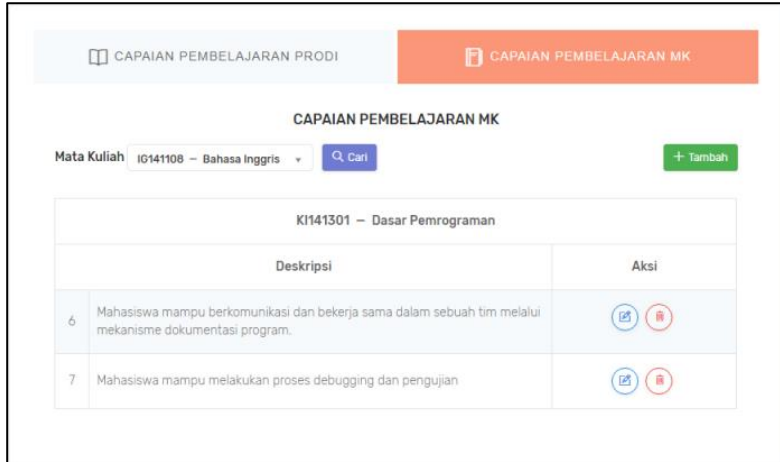 CAPAIAN PEMBELAJARAN PRODI
CAPAIAN PEMBELAJARAN MK
CAPAIAN PEMBELAJARAN MK
Mata Kuliah IG141108 – Bahasa Inggris Cari + Tambah
KI141301 – Dasar Pemrograman
Deskripsi Aksi
6 Mahasiswa mampu berkomunikasi dan bekerja sama dalam sebuah tim melalui
mekanisme dokumentasi program.
7 Mahasiswa mampu melakukan proses debugging dan pengujian